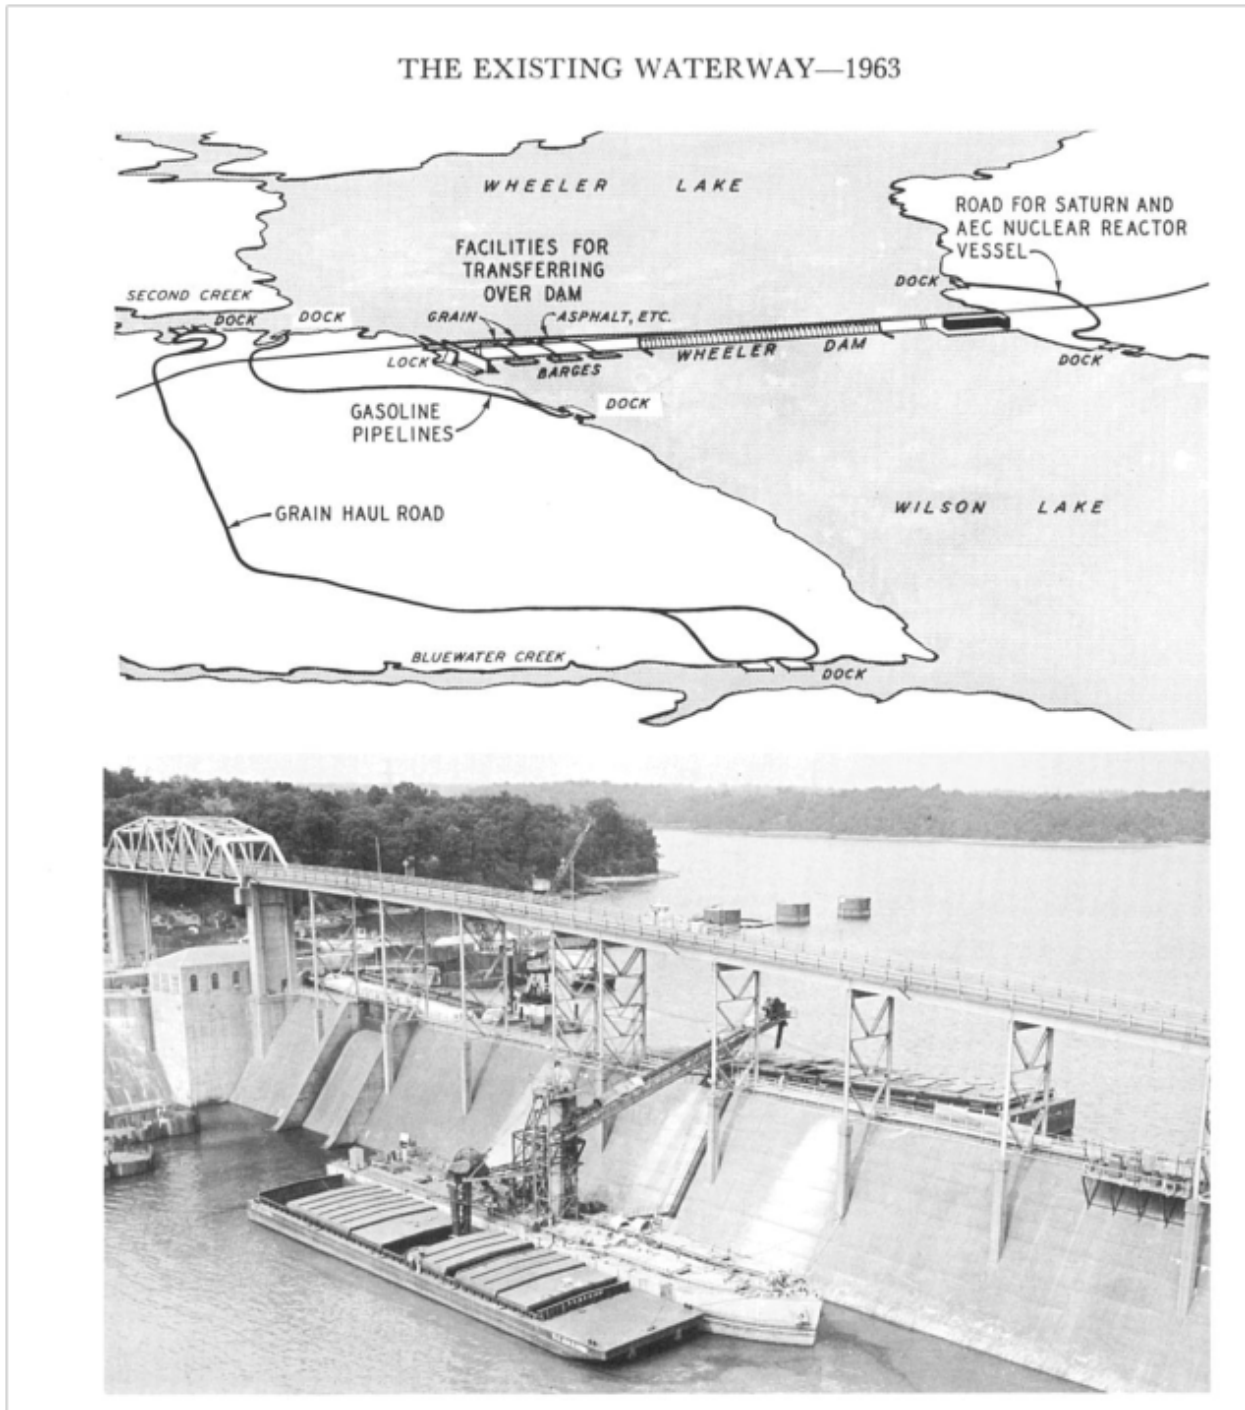 THE EXISTING WATERWAY—1963
WHEELER LAKE
ROAD FOR SATURN AND
AEC NUCLEAR REACTOR
VESSEL
FACILITIES FOR
TRANSFERRING
OVER DAM
DOCK
SECOND CREEK
DOCK
DOCK
GRAIN
ASPHALT, ETC.
LOCK
BARGES
WHEELER DAM
DOCK
DOCK
GASOLINE
PIPELINES
WILSON LAKE
GRAIN HAUL ROAD
BLUEWATER CREEK
DOCK